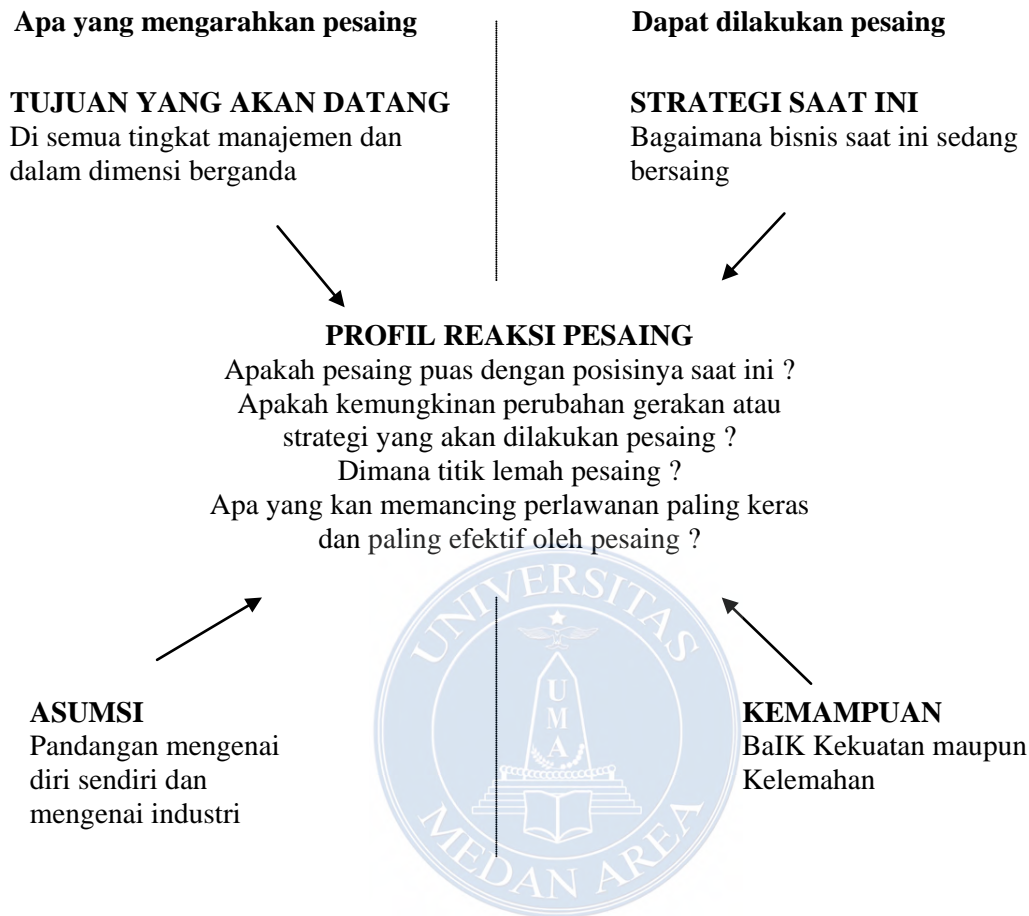 Apa yang mengarahkan pesaing
Dapat dilakukan pesaing
TUJUAN YANG AKAN DATANG
Di semua tingkat manajemen dan
dalam dimensi berganda
STRATEGI SAAT INI
Bagaimana bisnis saat ini sedang
bersaing
PROFIL REAKSI PESAING
Apakah pesaing puas dengan posisinya saat ini ?
Apakah kemungkinan perubahan gerakan atau
strategi yang akan dilakukan pesaing ?
Dimana titik lemah pesaing ?
Apa yang kan memancing perlawanan paling keras
dan paling efektif oleh pesaing ?
UNIVERSITAS
U
M
A
MEDAN AREA
ASUMSI
Pandangan mengenai
diri sendiri dan
mengenai industri
KEMAMPUAN
BaIK Kekuatan maupun
Kelemahan